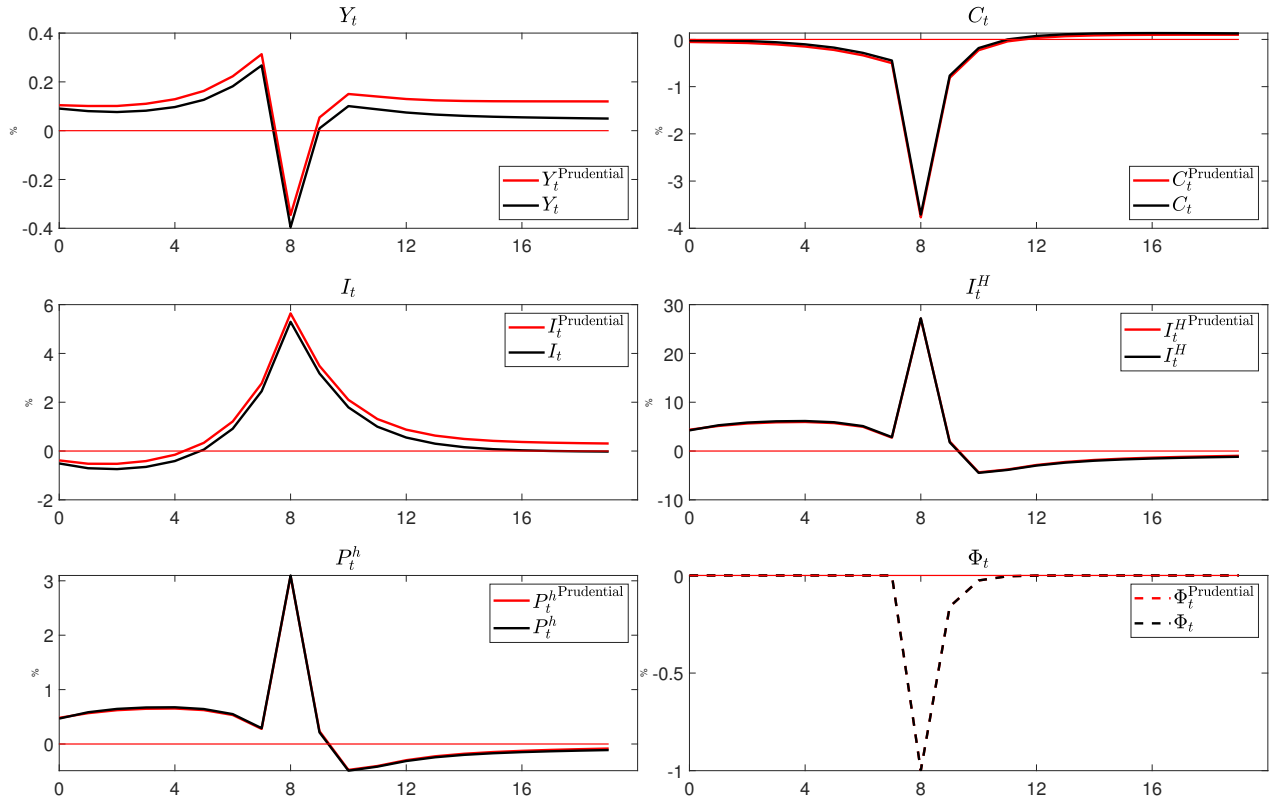 Y_t
0.4
0.2
0
-0.2
0.4
%
Y_t^Prudential
Y_t
0 4 8 12 16
C_t
0
-1
-2
-3
-4
C_t^Prudential
C_t
0 4 8 12 16
I_t
6
4
2
0
-2
%
I_t^Prudential
I_t
0 4 8 12 16
I_t^H
30
20
10
0
-10
%
I_t^H Prudential
I_t^H
0 4 8 12 16
P_t^h
3
2
1
0
%
P_t^h Prudential
P_t^h
0 4 8 12 16
Φ_t
0
-0.5
-1
%
Φ_t^Prudential
Φ_t
0 4 8 12 16